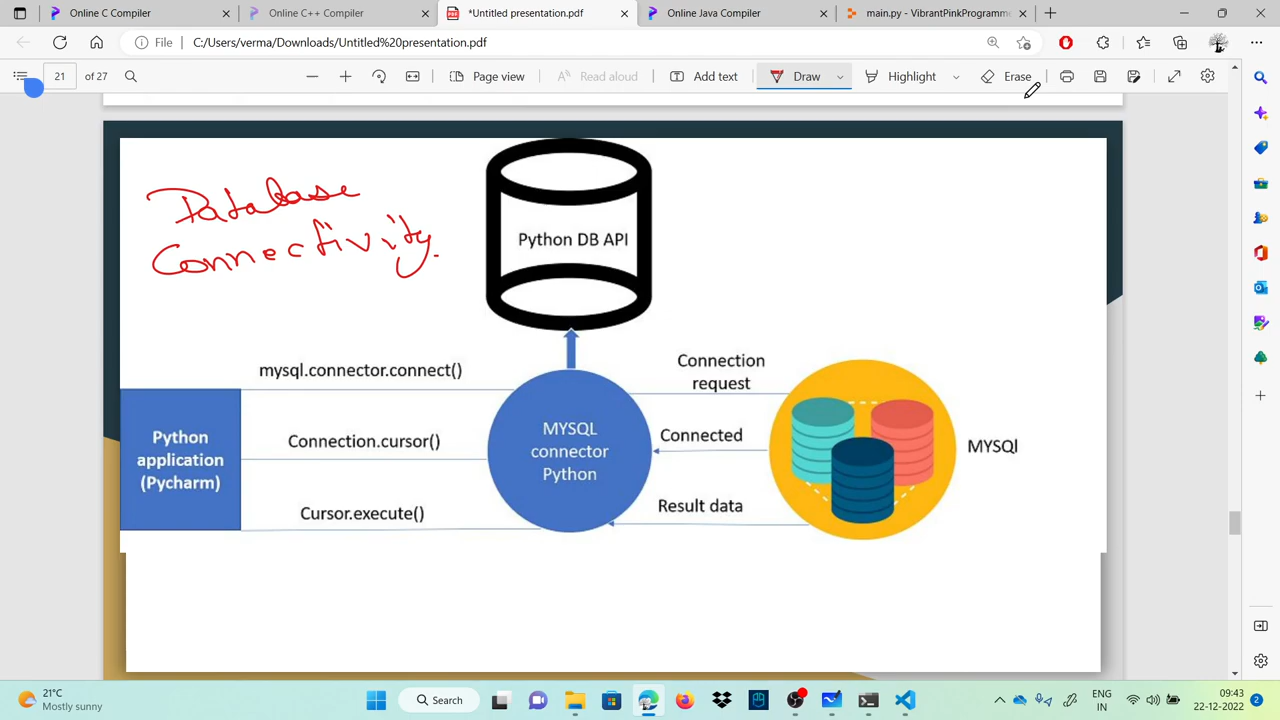 Online C Compiler
Online C++ Compiler
*Untitled presentation.pdf
Online Java Compiler
main.py - VibrantPinkProgramme
File
C:/Users/verma/Downloads/Untitled%20presentation.pdf
21
of 27
Page view
Read aloud
Add text
Draw
Highlight
Erase
Database
Connectivity.
Python DB API
mysql.connector.connect()
Connection
request
Connection.cursor()
MYSQL
connector
Python
Connected
Python
application
(Pycharm)
MYSQl
Cursor.execute()
Result data
21°C
Mostly sunny
Search
ENG
IN
09:43
22-12-2022
2